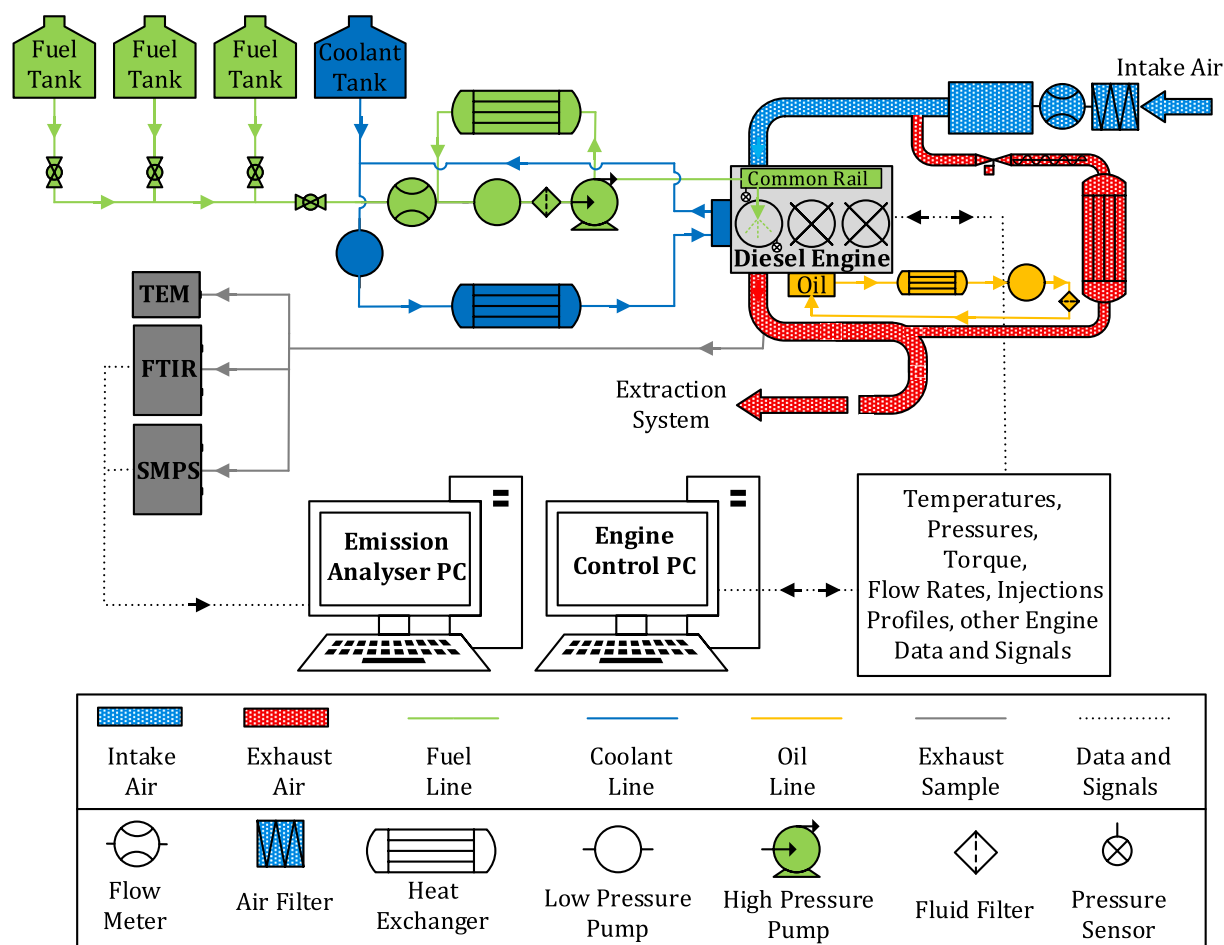 Fuel
Tank
Fuel
Tank
Fuel
Tank
Coolant
Tank
Intake Air
Common Rail
Diesel Engine
Oil
TEM
FTIR
SMPS
Extraction
System
Emission
Analyser PC
Engine
Control PC
Temperatures,
Pressures,
Torque,
Flow Rates, Injections
Profiles, other Engine
Data and Signals
Intake
Air
Exhaust
Air
Fuel
Line
Coolant
Line
Oil
Line
Exhaust
Sample
Data and
Signals
Flow
Meter
Air Filter
Heat
Exchanger
Low Pressure
Pump
High Pressure
Pump
Fluid Filter
Pressure
Sensor